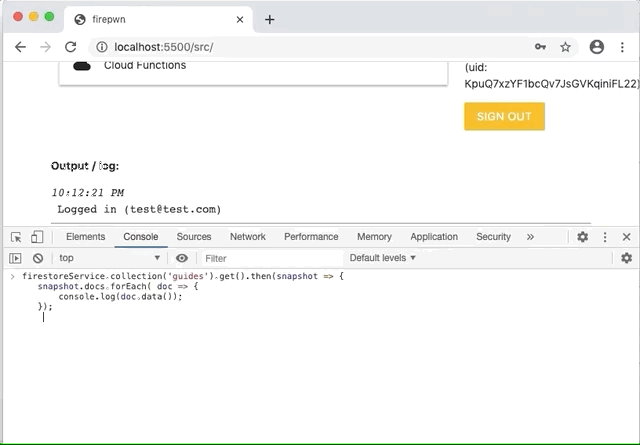 firepwn
localhost:5500/src/
Cloud Functions
(uid:
KpuQ7xzYF1bcQv7JsGVKqiniFL22)
SIGN OUT
Output / log:
10:12:21 PM
Logged in (test@test.com)
Elements Console Sources Network Performance Memory Application Security »
top Filter Default levels
> firestoreService.collection('guides').get().then(snapshot => {
snapshot.docs.forEach( doc => {
console.log(doc.data());
});